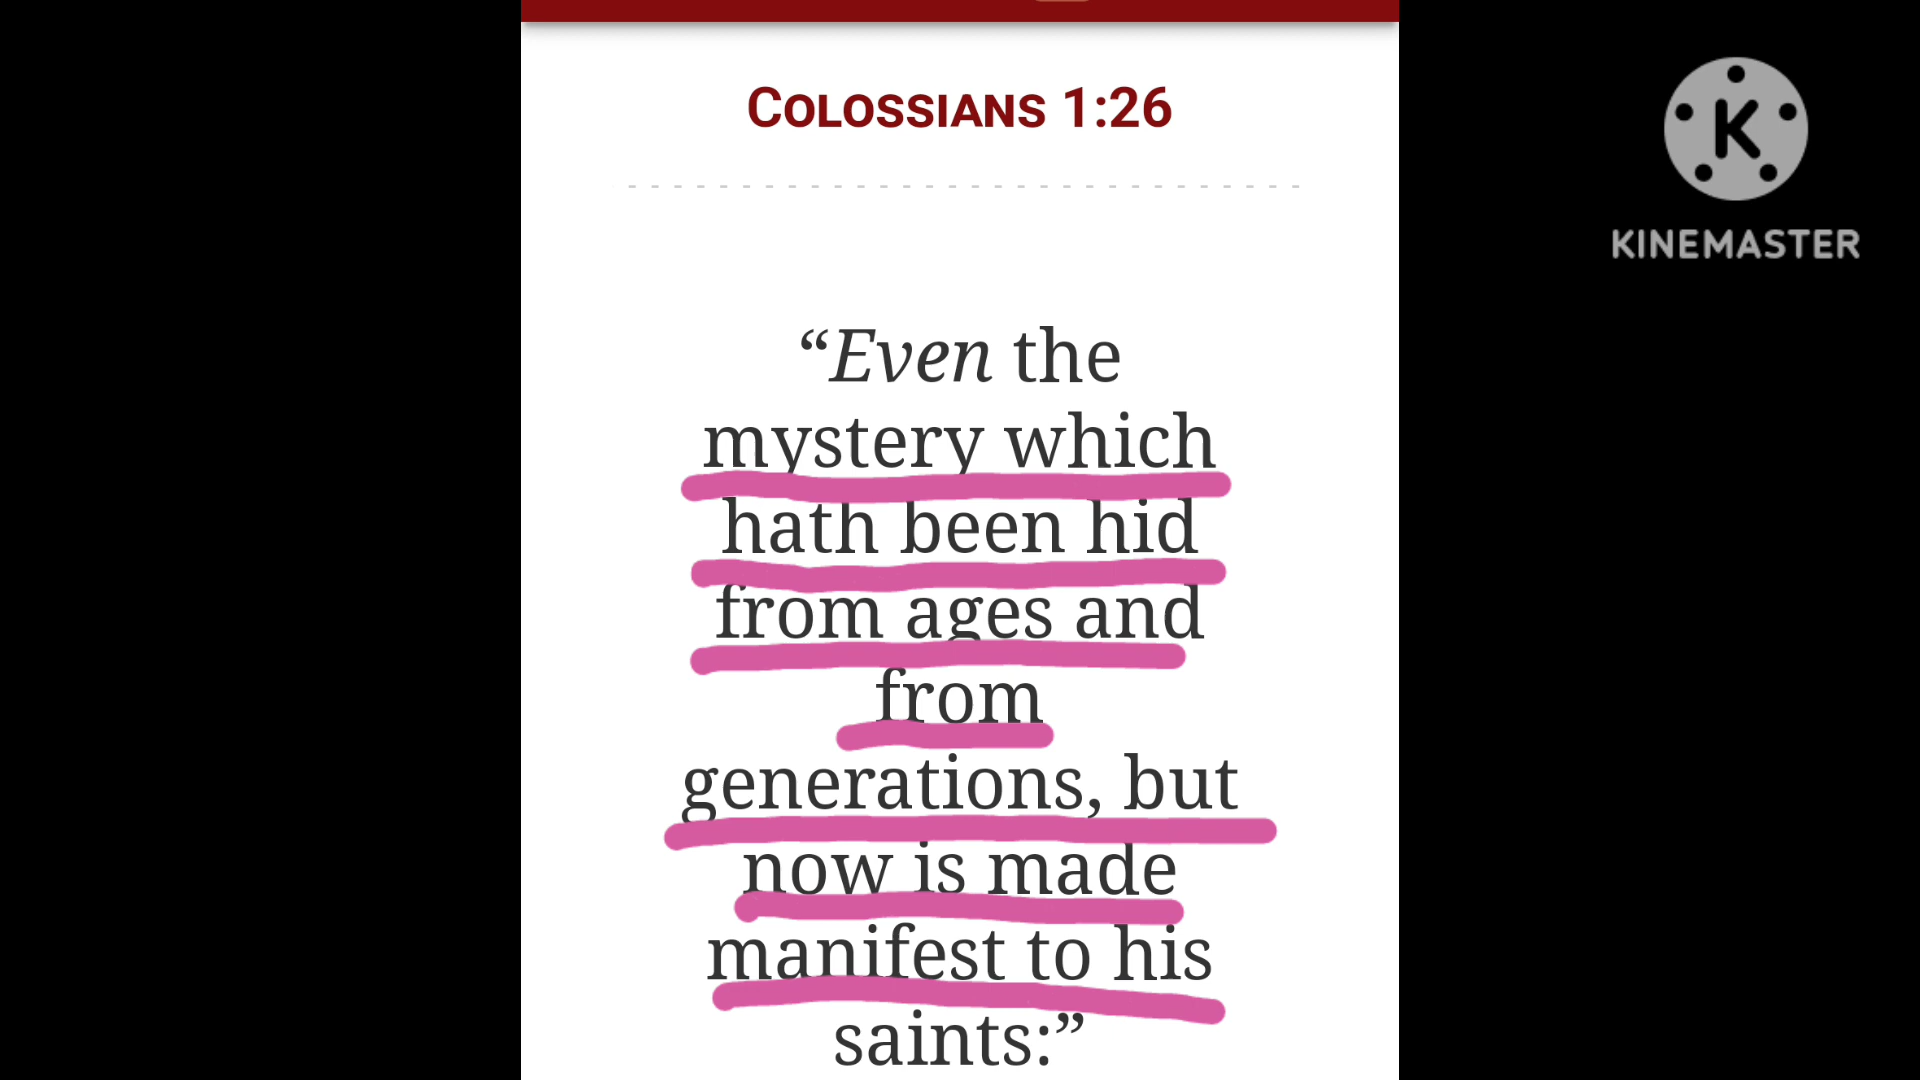 COLOSSIANS 1:26
“Even the
mystery which
hath been hid
from ages and
from
generations, but
now is made
manifest to his
saints:”
K
KINEMASTER